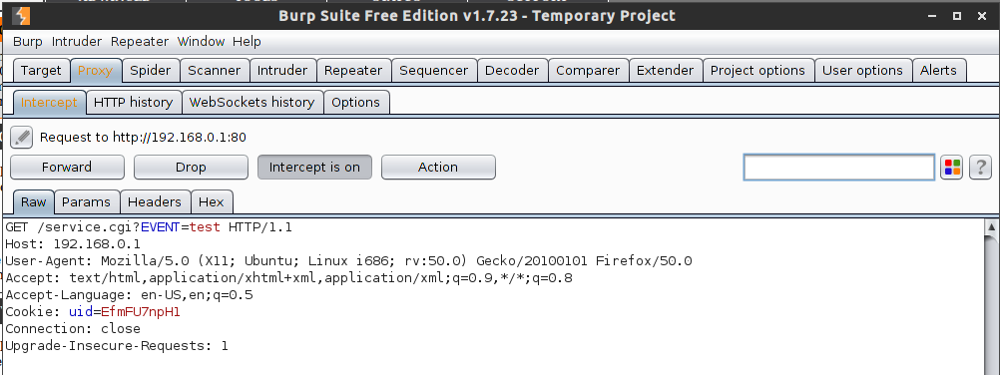 Burp Suite Free Edition v1.7.23 - Temporary Project
Burp Intruder Repeater Window Help
Target Proxy Spider Scanner Intruder Repeater Sequencer Decoder Comparer Extender Project options User options Alerts
Intercept HTTP history WebSockets history Options
Request to http://192.168.0.1:80
Forward Drop Intercept is on Action ?
Raw Params Headers Hex
GET /service.cgi?EVENT=test HTTP/1.1
Host: 192.168.0.1
User-Agent: Mozilla/5.0 (X11; Ubuntu; Linux i686; rv:50.0) Gecko/20100101 Firefox/50.0
Accept: text/html,application/xhtml+xml,application/xml;q=0.9,*/*;q=0.8
Accept-Language: en-US,en;q=0.5
Cookie: uid=EfmFU7npH1
Connection: close
Upgrade-Insecure-Requests: 1